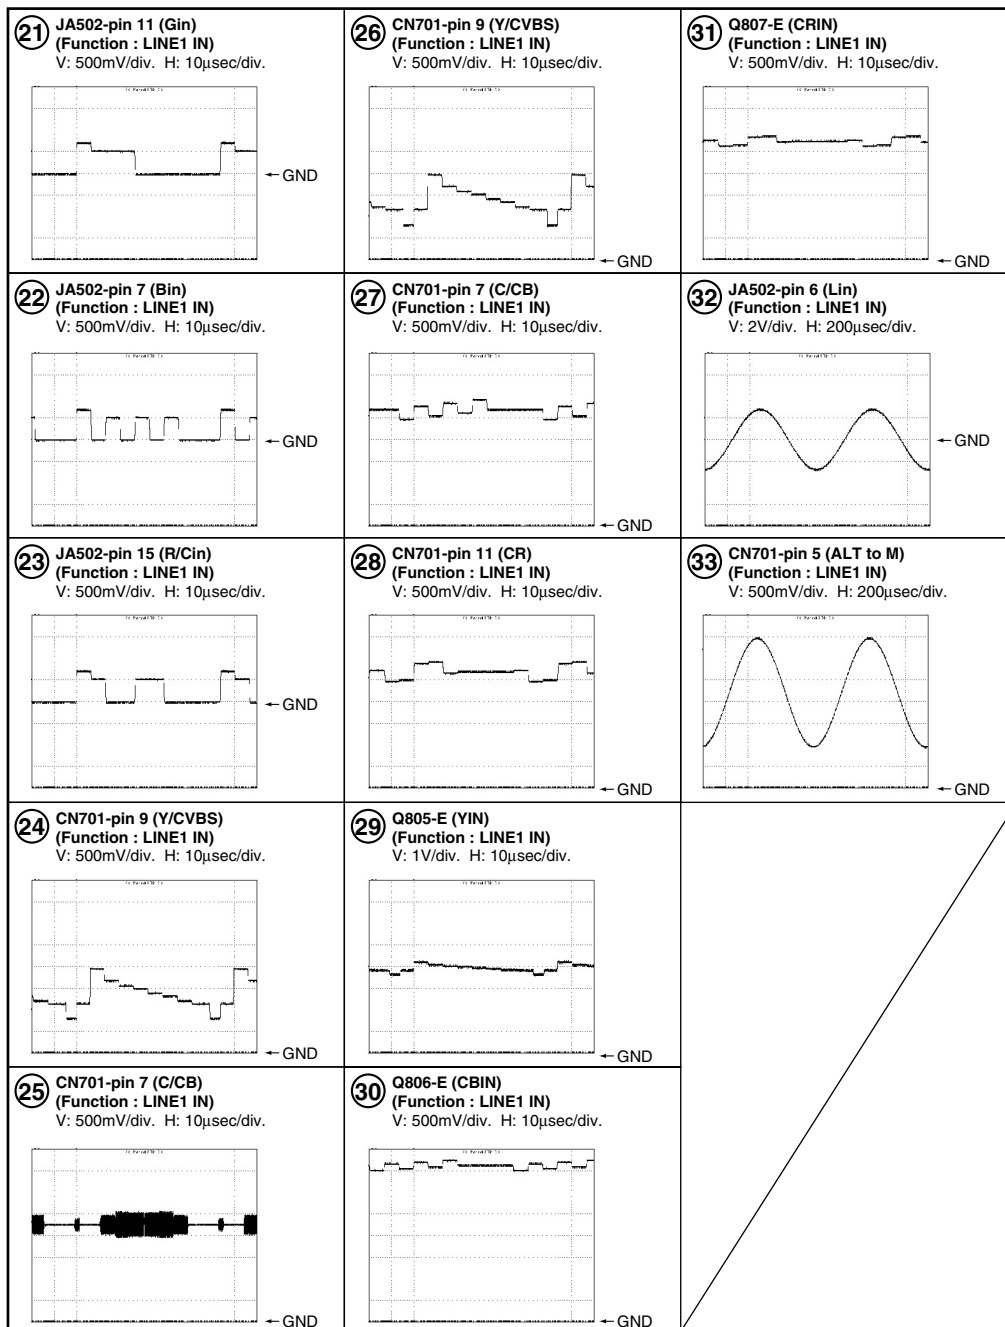 21 JA502-pin 11 (Gin)
(Function : LINE1 IN)
V: 500mV/div. H: 10µsec/div.
← GND
22 JA502-pin 7 (Bin)
(Function : LINE1 IN)
V: 500mV/div. H: 10µsec/div.
← GND
23 JA502-pin 15 (R/Cin)
(Function : LINE1 IN)
V: 500mV/div. H: 10µsec/div.
← GND
24 CN701-pin 9 (Y/CVBS)
(Function : LINE1 IN)
V: 500mV/div. H: 10µsec/div.
← GND
25 CN701-pin 7 (C/CB)
(Function : LINE1 IN)
V: 500mV/div. H: 10µsec/div.
← GND
26 CN701-pin 9 (Y/CVBS)
(Function : LINE1 IN)
V: 500mV/div. H: 10µsec/div.
← GND
27 CN701-pin 7 (C/CB)
(Function : LINE1 IN)
V: 500mV/div. H: 10µsec/div.
← GND
28 CN701-pin 11 (CR)
(Function : LINE1 IN)
V: 500mV/div. H: 10µsec/div.
← GND
29 Q805-E (YIN)
(Function : LINE1 IN)
V: 1V/div. H: 10µsec/div.
← GND
30 Q806-E (CBIN)
(Function : LINE1 IN)
V: 500mV/div. H: 10µsec/div.
← GND
31 Q807-E (CRIN)
(Function : LINE1 IN)
V: 500mV/div. H: 10µsec/div.
← GND
32 JA502-pin 6 (Lin)
(Function : LINE1 IN)
V: 2V/div. H: 200µsec/div.
← GND
33 CN701-pin 5 (ALT to M)
(Function : LINE1 IN)
V: 500mV/div. H: 200µsec/div.
← GND